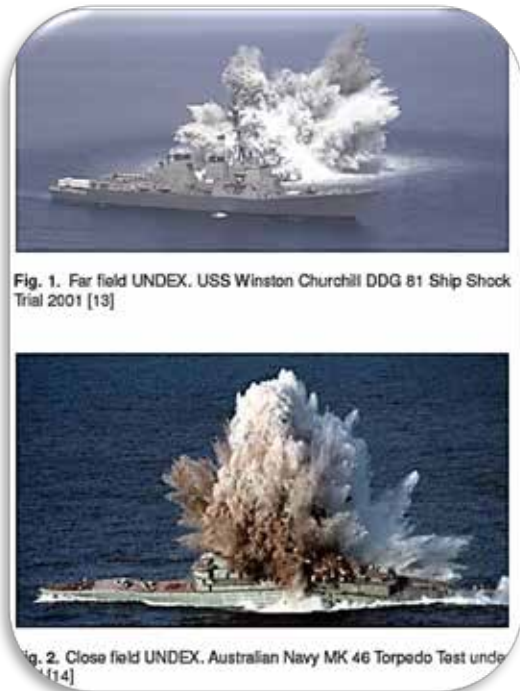 Fig. 1. Far field UNDEX. USS Winston Churchill DDG 81 Ship Shock
Trial 2001 [13]
Fig. 2. Close field UNDEX. Australian Navy MK 46 Torpedo Test unde
[14]